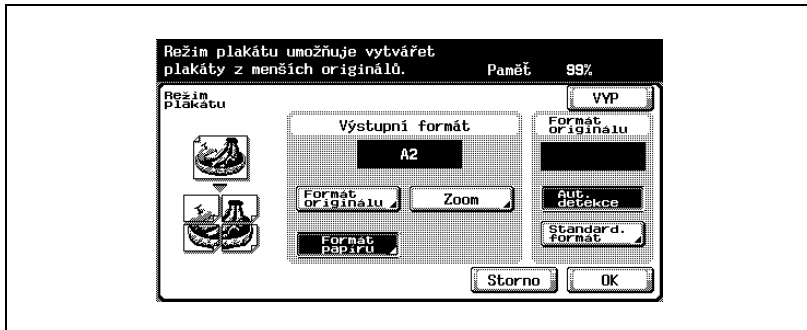 Režim plakátu umožňuje vytvářet
plakáty z menších originálů. Paměť 99%
Režim
plakátu
VYP
Výstupní formát
Formát
originálu
A2
Formát
originálu
Zoom
Aut.
detekce
Formát
papíru
Standard.
formát
Storno
OK